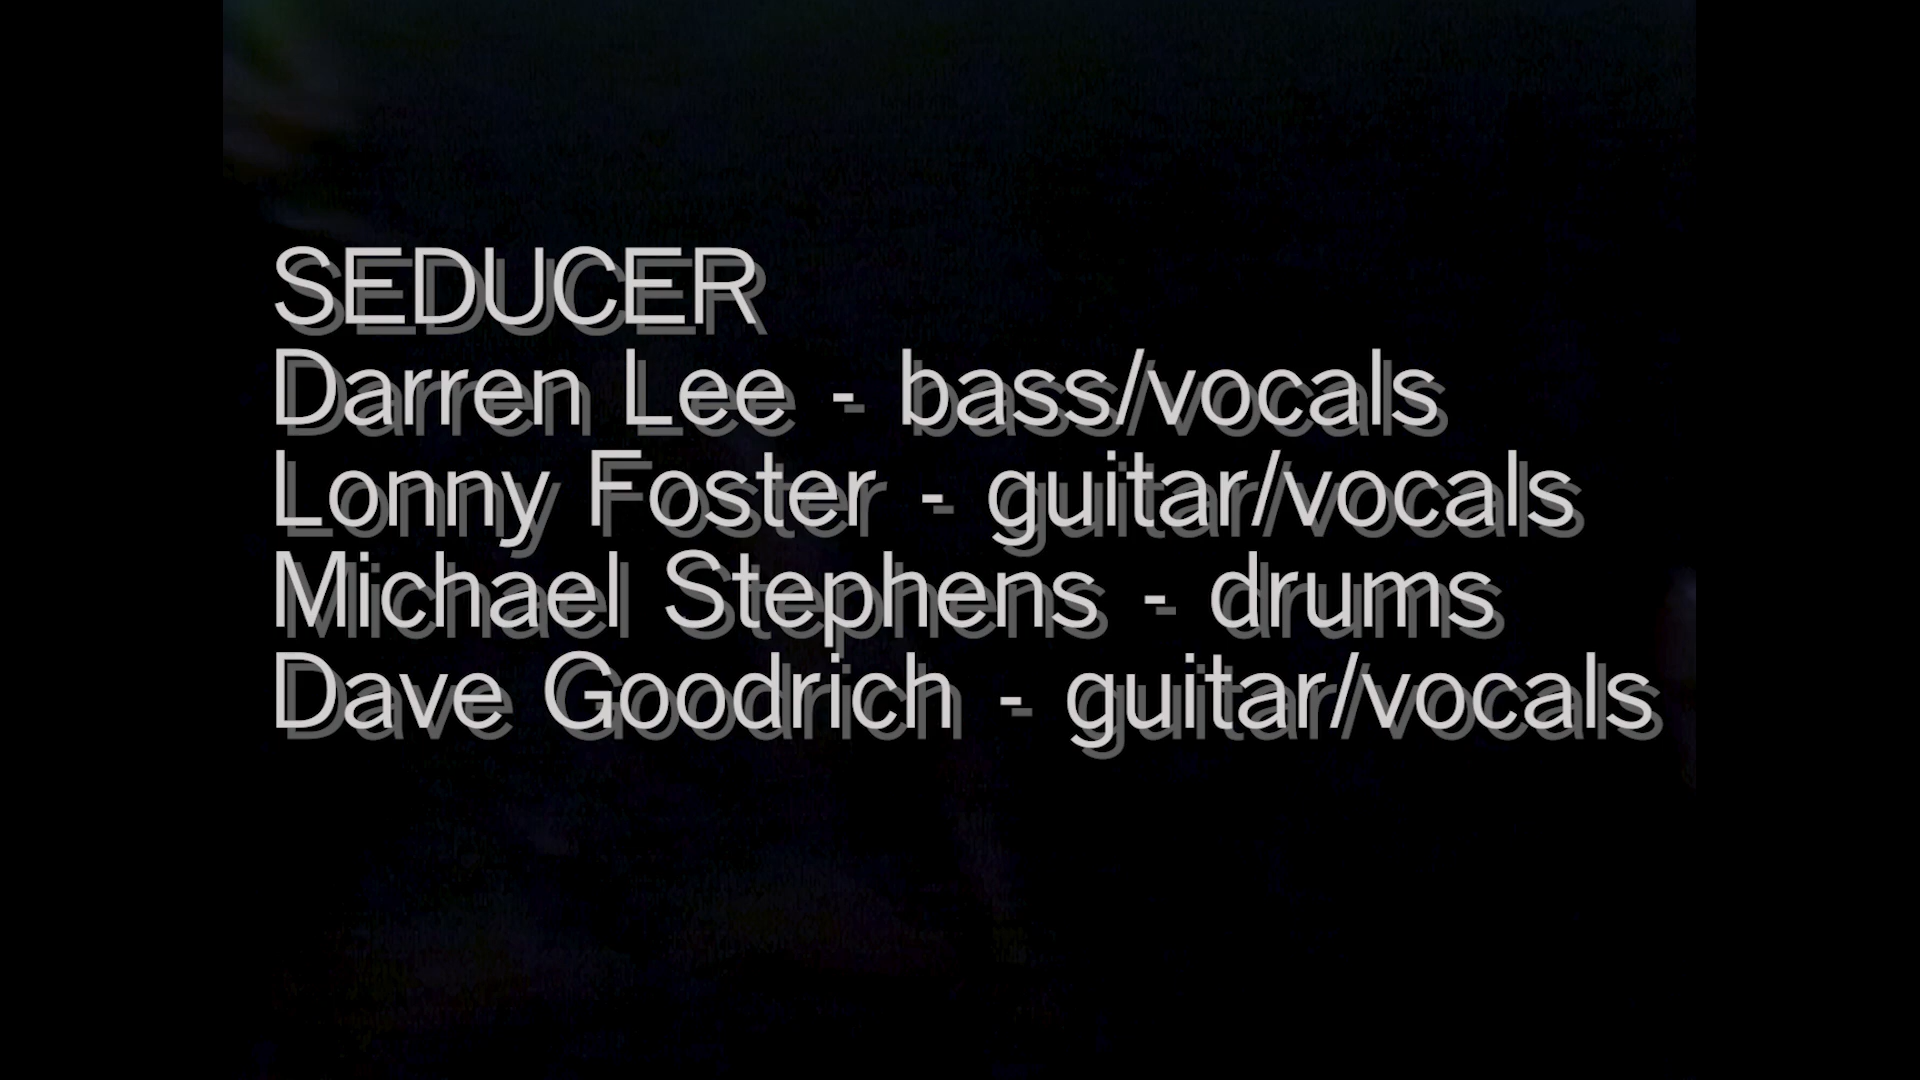 SEDUCER
Darren Lee - bass/vocals
Lonny Foster - guitar/vocals
Michael Stephens - drums
Dave Goodrich - guitar/vocals